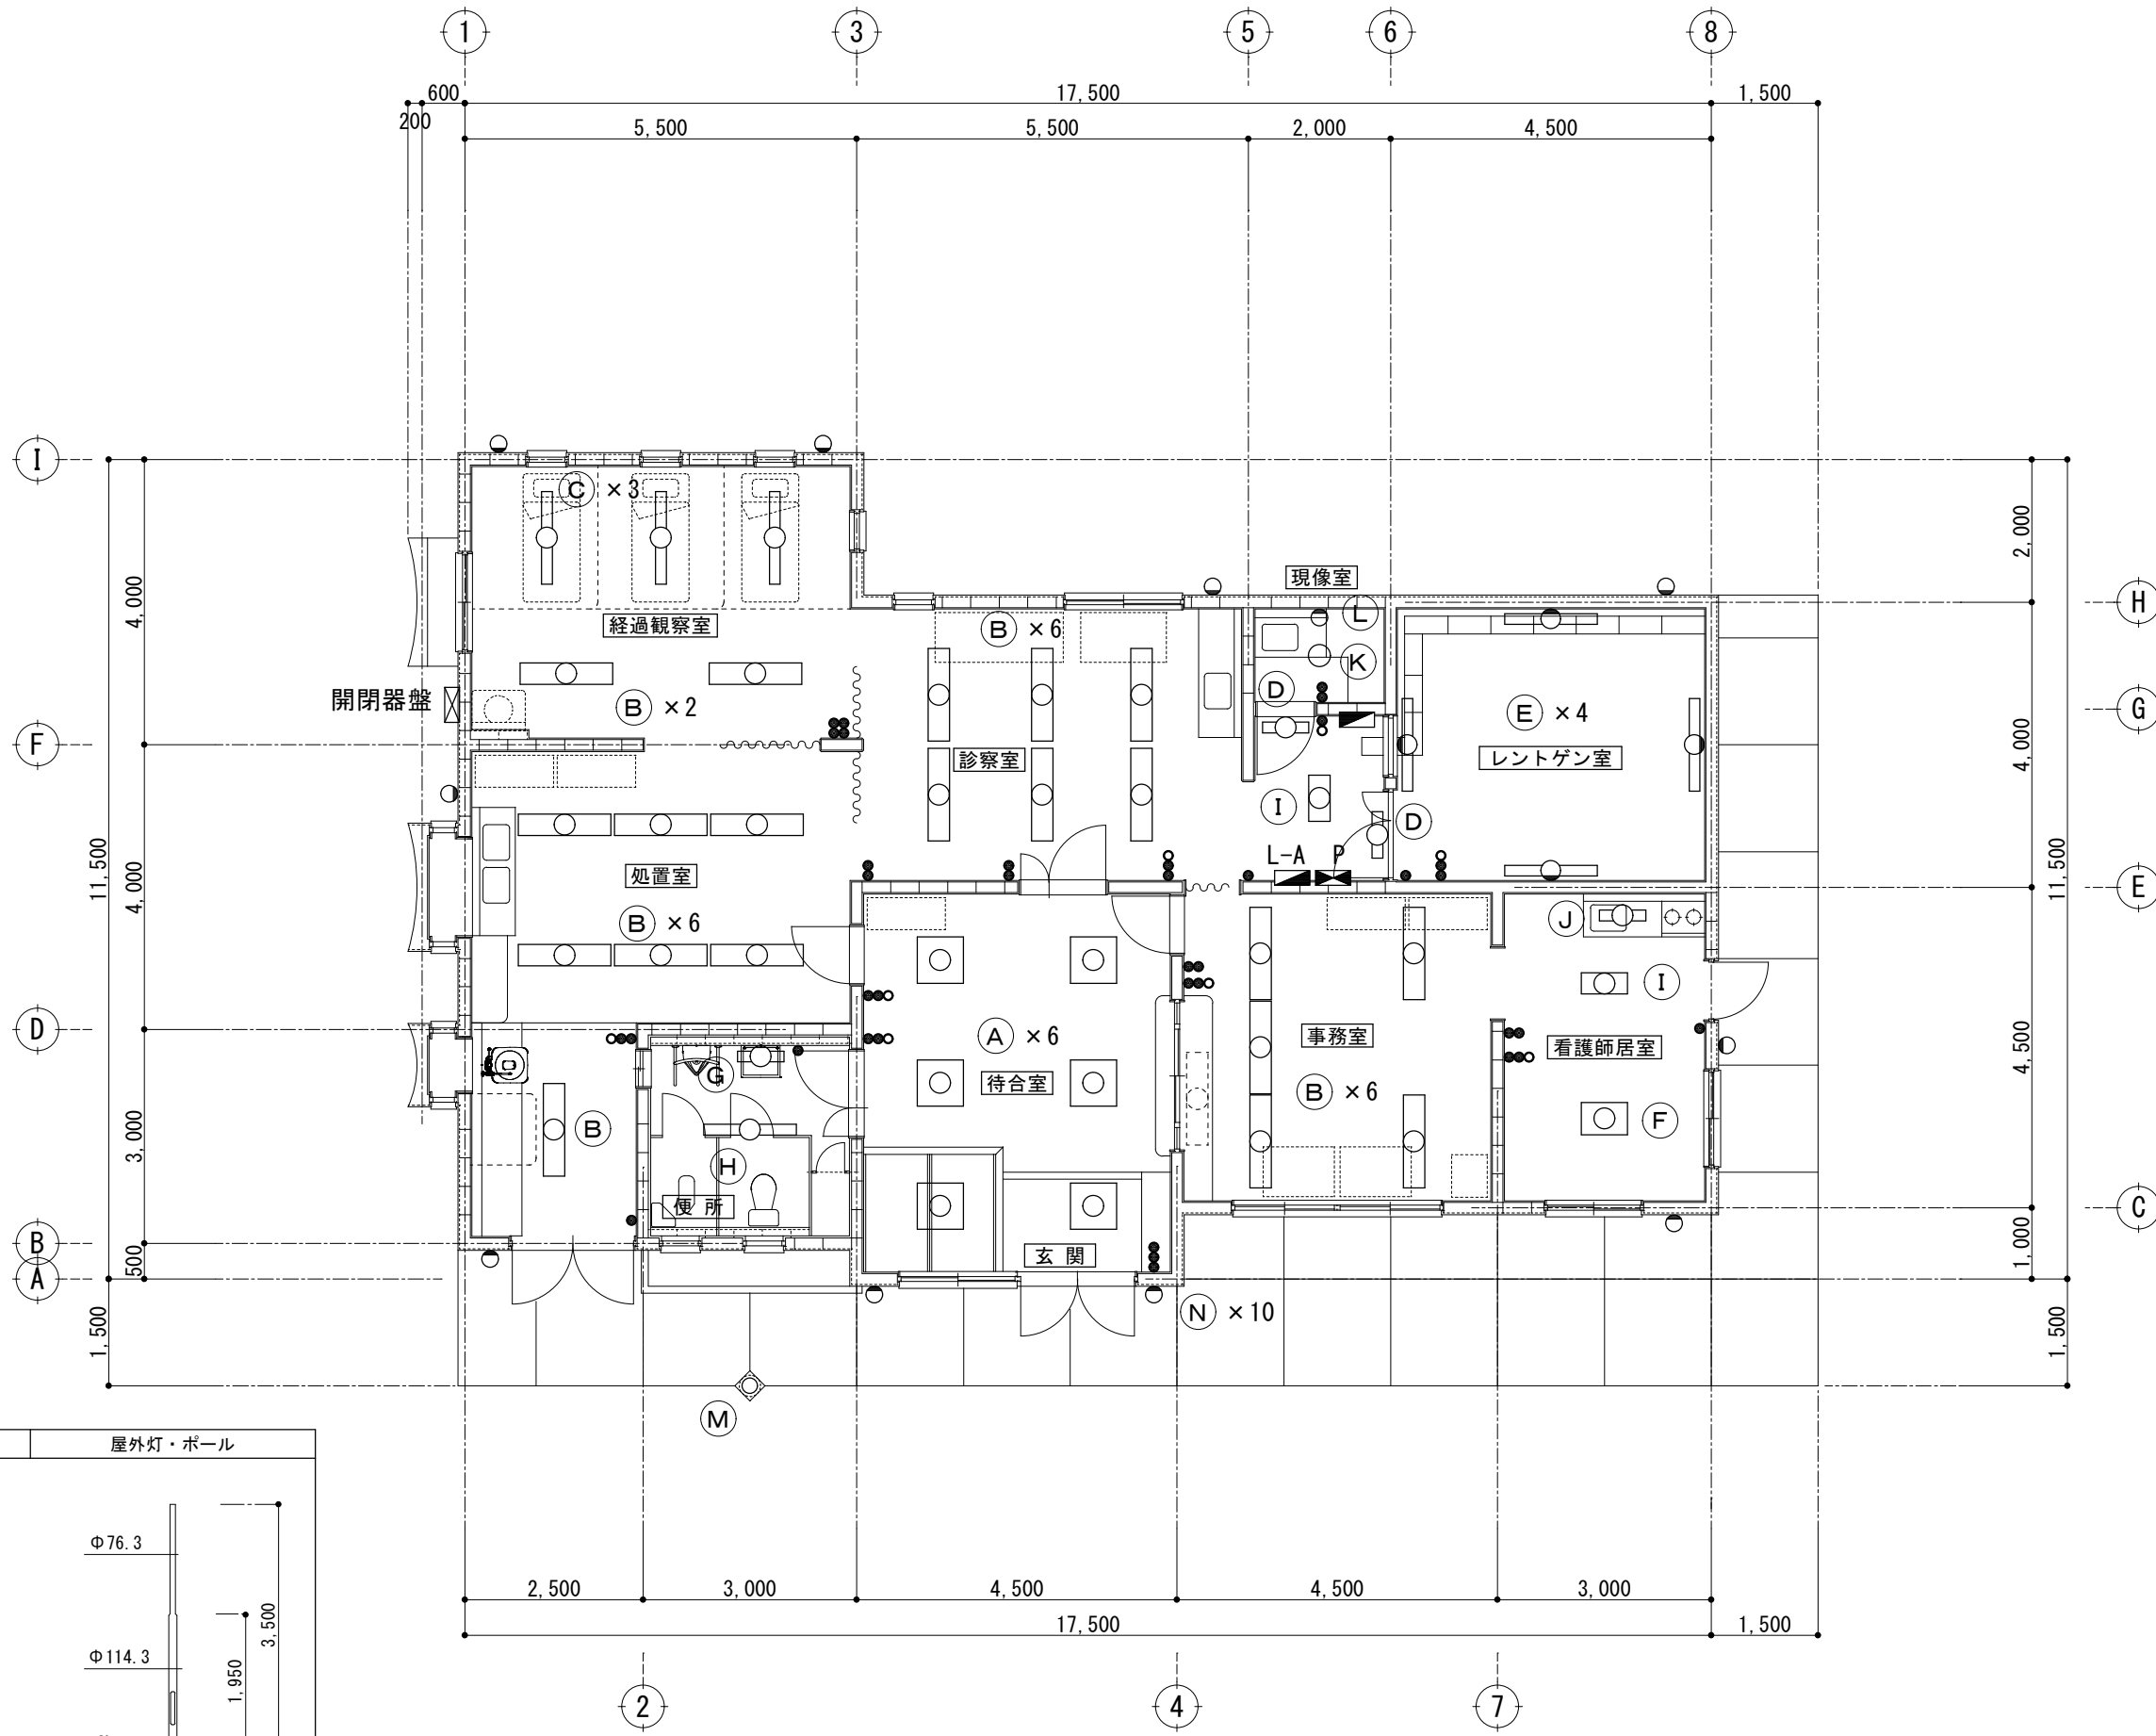 1 3 5 6 8
600 17,500 1,500
200 5,500 5,500 2,000 4,500
I
C ×3
2,000
現像室
H
4,000
経過観察室
B ×6
L
K
D
開閉器盤
B ×2
E ×4
G
F
診察室
レントゲン室
4,000
I
D
11,500
4,000
処置室
L-A P
11,500
E
B ×6
J
I
D
A ×6
事務室
看護師居室
4,500
G
待合室
B ×6
F
3,000
B
H
便 所
C
B
500
玄 関
1,000
A
N ×10
1,500
1,500
M
屋外灯・ポール
Φ76.3
3,500
Φ114.3
1,950
2,500 3,000 4,500 4,500 3,000
17,500 1,500
2 4 7